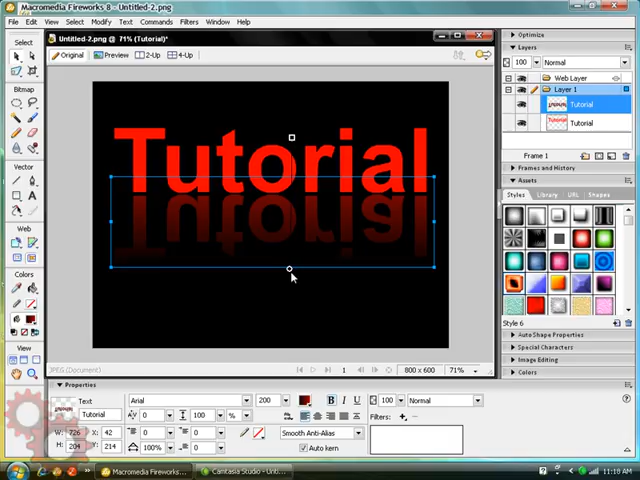 Macromedia Fireworks 8 - Untitled-2.png
File Edit View Select Modify Text Commands Filters Window Help
Select
Bitmap
Vector
Web
Colors
View
Untitled-2.png @ 71% (Tutorial*)
Original Preview 2-Up 4-Up
Tutorial
Tutorial
JPEG (Document)
1
800 x 600
71%
Optimize
Layers
100 Normal
Web Layer
Layer 1
Tutorial
Tutorial
Frame 1
Frames and History
Assets
Styles Library URL Shapes
Style 6
Auto Shape Properties
Special Characters
Image Editing
Colors
Properties
Text
Tutorial
W: 726 X: 42
H: 204 Y: 214
Arial 200 B I U
0 100 %
0
100% 0
Smooth Anti-Alias
Auto kern
100 Normal
Filters:
Macromedia Fireworks...
Camtasia Studio - Unti...
11:18 AM